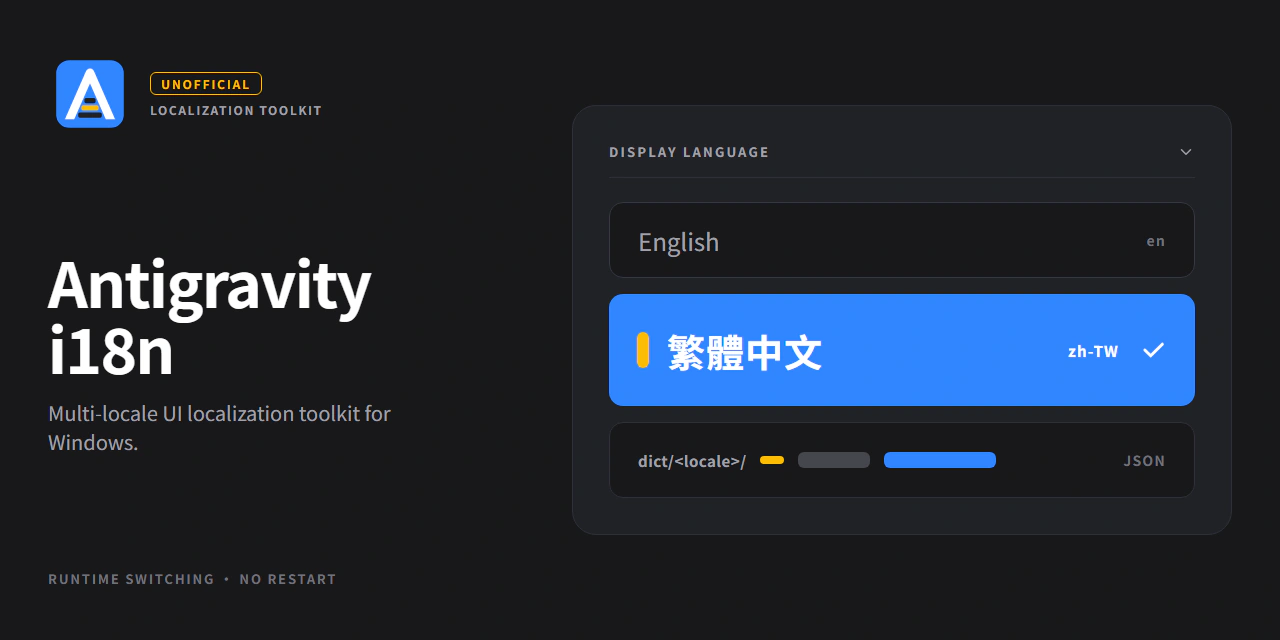 UNOFFICIAL
LOCALIZATION TOOLKIT
Antigravity
i18n
Multi-locale UI localization toolkit for
Windows.
RUNTIME SWITCHING • NO RESTART
DISPLAY LANGUAGE
English en
繁體中文 zh-TW
dict/<locale>/ JSON